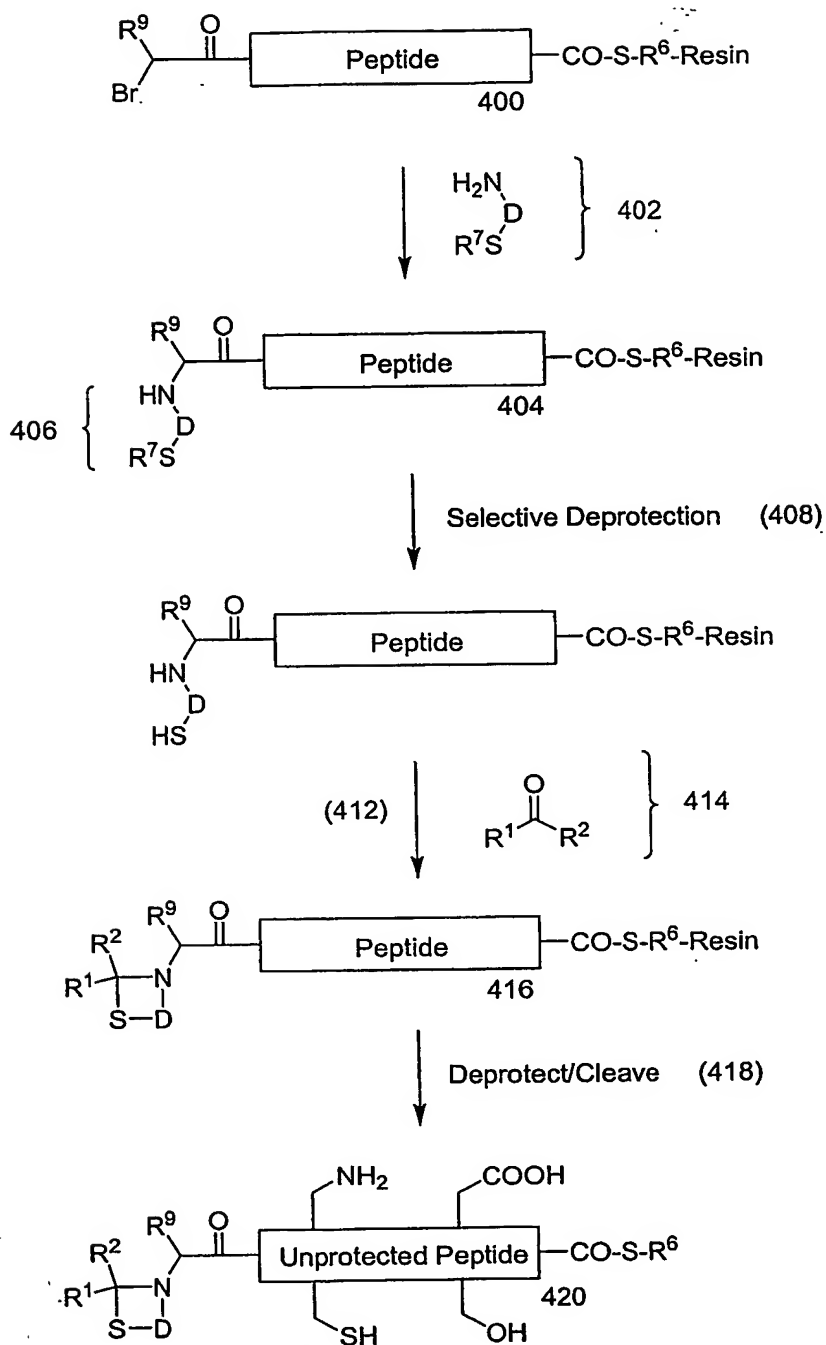 R⁹ O
Br Peptide CO-S-R⁶-Resin
400
H₂N
D 402
R⁷S
R⁹ O
Peptide CO-S-R⁶-Resin
HN 404
406 D
R⁷S
Selective Deprotection (408)
R⁹ O
Peptide CO-S-R⁶-Resin
HN
D
HS
O
(412) R¹ R² 414
R⁹ O
R² Peptide CO-S-R⁶-Resin
R¹ N 416
S D
Deprotect/Cleave (418)
NH₂ COOH
R⁹ O
R² Unprotected Peptide CO-S-R⁶
R¹ N 420
S D
SH OH